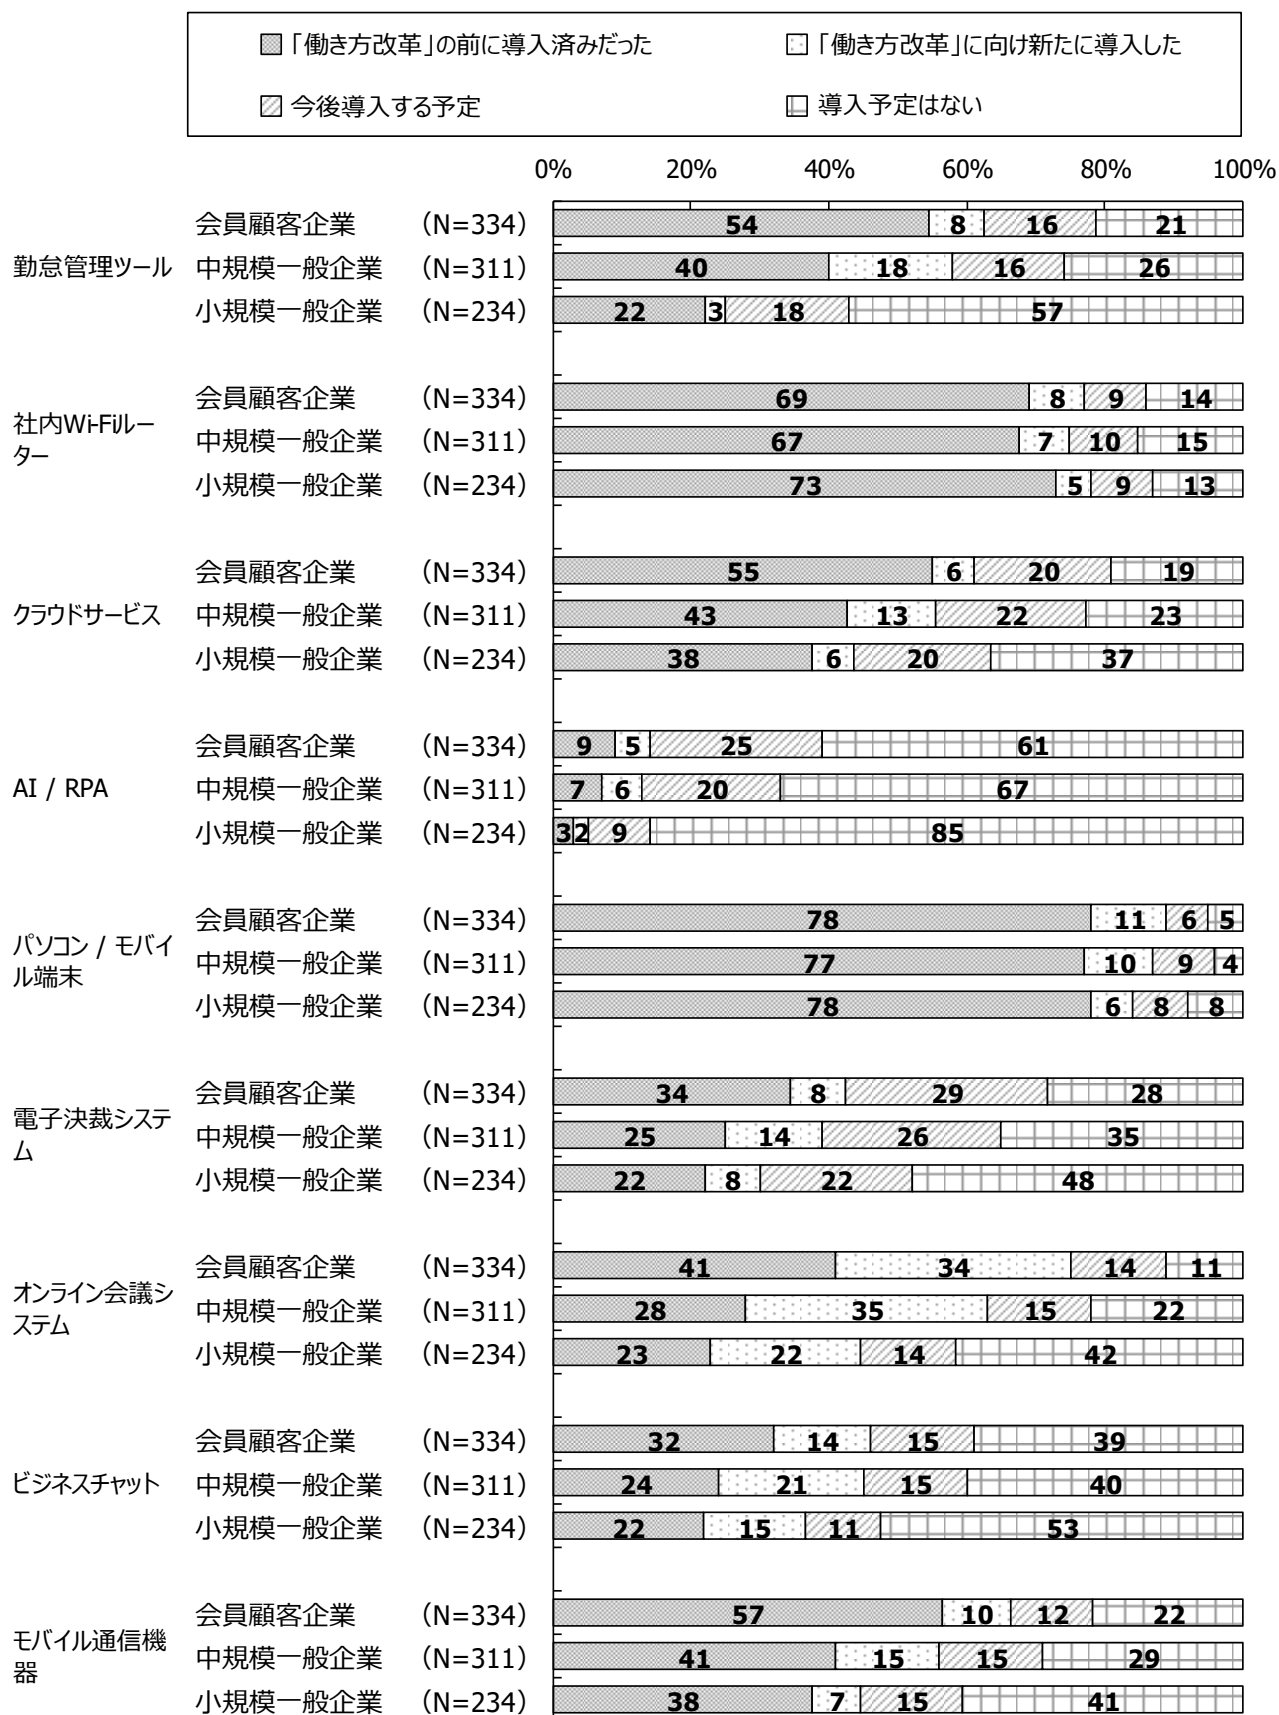 「働き方改革」の前に導入済みだった 「働き方改革」に向け新たに導入した
今後導入する予定 導入予定はない
0% 20% 40% 60% 80% 100%
勤怠管理ツール
会員顧客企業 (N=334) 54 8 16 21
中規模一般企業 (N=311) 40 18 16 26
小規模一般企業 (N=234) 22 3 18 57
社内Wi-Fiルー
ター
会員顧客企業 (N=334) 69 8 9 14
中規模一般企業 (N=311) 67 7 10 15
小規模一般企業 (N=234) 73 5 9 13
クラウドサービス
会員顧客企業 (N=334) 55 6 20 19
中規模一般企業 (N=311) 43 13 22 23
小規模一般企業 (N=234) 38 6 20 37
AI / RPA
会員顧客企業 (N=334) 9 5 25 61
中規模一般企業 (N=311) 7 6 20 67
小規模一般企業 (N=234) 3 2 9 85
パソコン / モバイ
ル端末
会員顧客企業 (N=334) 78 11 6 5
中規模一般企業 (N=311) 77 10 9 4
小規模一般企業 (N=234) 78 6 8 8
電子決裁システ
ム
会員顧客企業 (N=334) 34 8 29 28
中規模一般企業 (N=311) 25 14 26 35
小規模一般企業 (N=234) 22 8 22 48
オンライン会議シ
ステム
会員顧客企業 (N=334) 41 34 14 11
中規模一般企業 (N=311) 28 35 15 22
小規模一般企業 (N=234) 23 22 14 42
ビジネスチャット
会員顧客企業 (N=334) 32 14 15 39
中規模一般企業 (N=311) 24 21 15 40
小規模一般企業 (N=234) 22 15 11 53
モバイル通信機
器
会員顧客企業 (N=334) 57 10 12 22
中規模一般企業 (N=311) 41 15 15 29
小規模一般企業 (N=234) 38 7 15 41